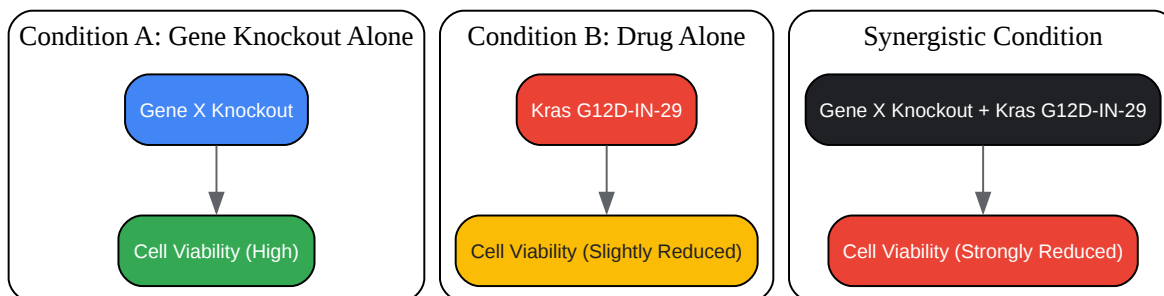 Condition A: Gene Knockout Alone
Gene X Knockout
Cell Viability (High)
Condition B: Drug Alone
Kras G12D-IN-29
Cell Viability (Slightly Reduced)
Synergistic Condition
Gene X Knockout + Kras G12D-IN-29
Cell Viability (Strongly Reduced)